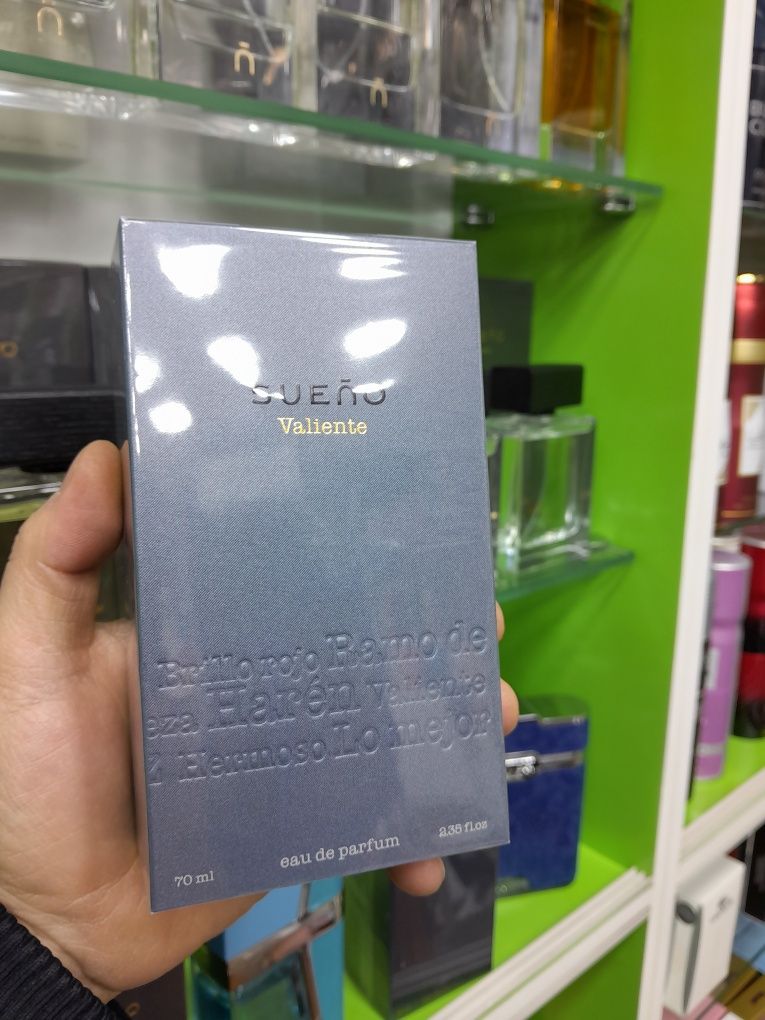 SUEñO
Valiente
Brillo rojo Ramo de
eza Harén Valiente
z Hermoso Lo mejor
70 ml
eau de parfum
2.35 fl.oz